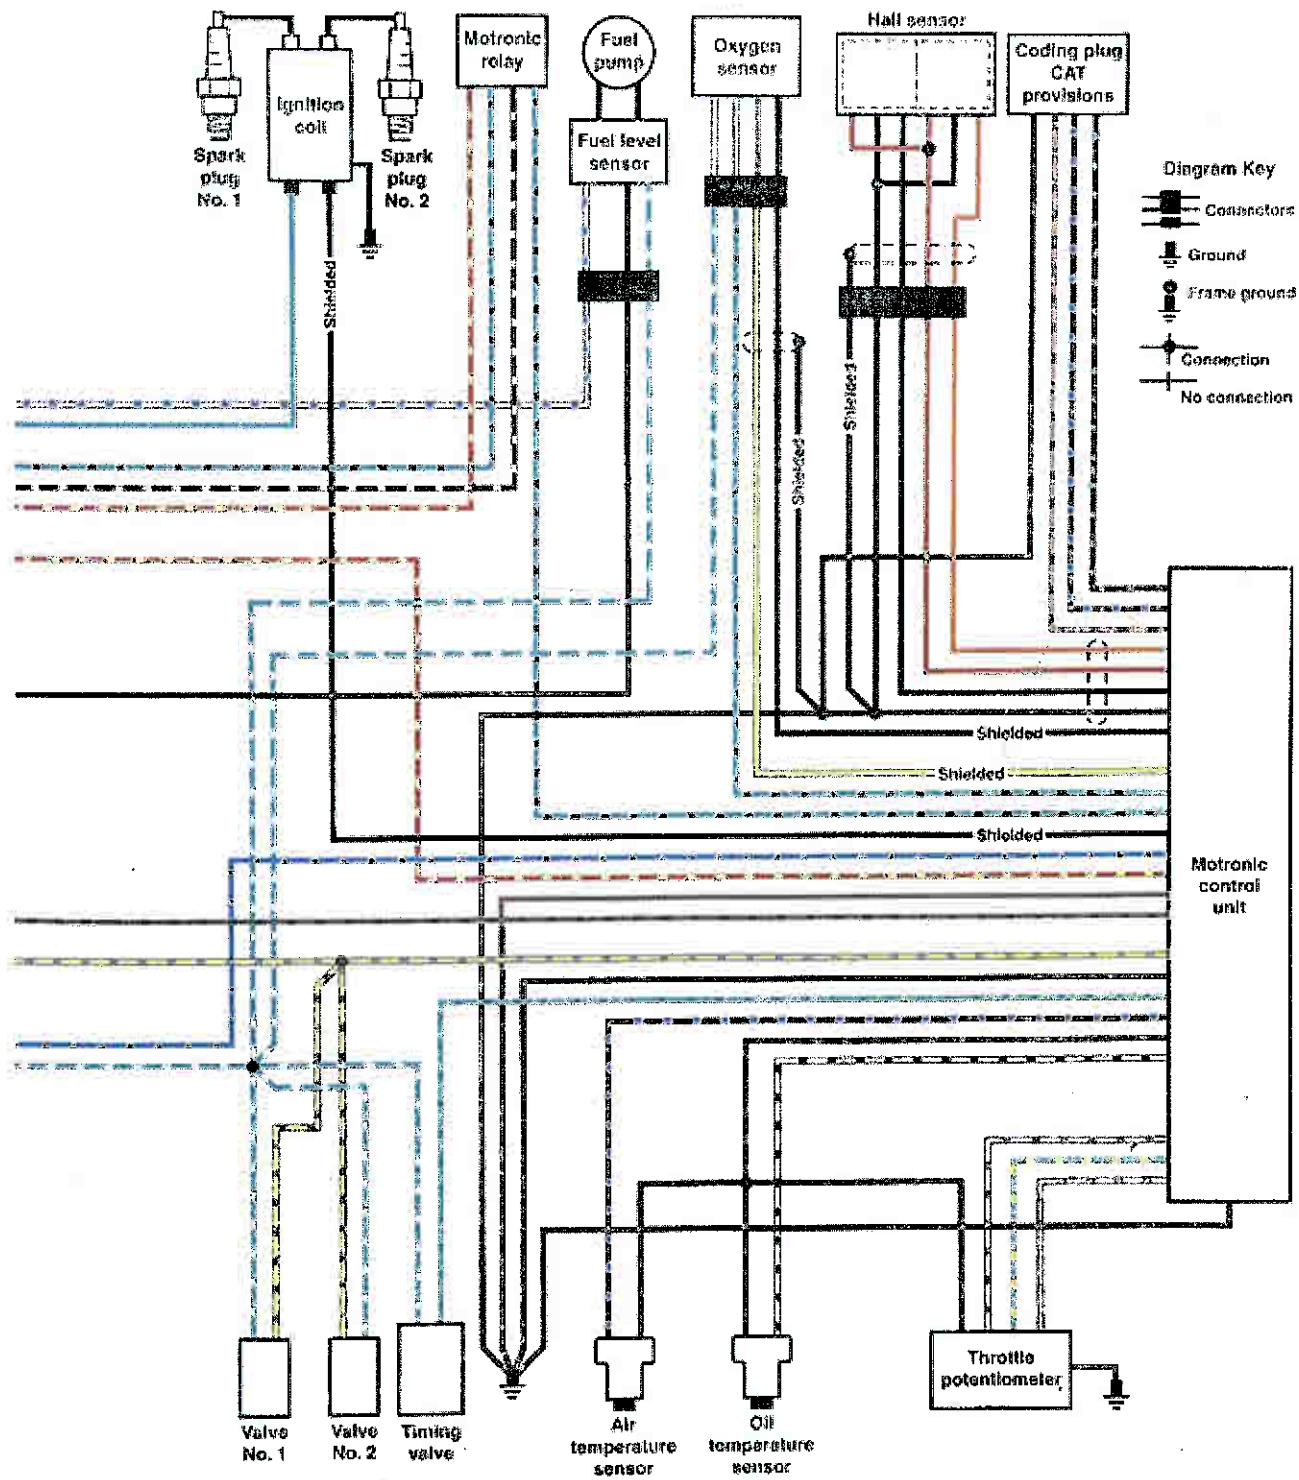 Hall sensor
Motronic
relay
Fuel
pump
Oxygen
sensor
Coding plug
CAT
provisions
Ignition
coil
Fuel level
sensor
Spark
plug
No. 1
Spark
plug
No. 2
Diagram Key
Connectors
Ground
Frame ground
Connection
No connection
Shielded
Shielded
Shielded
Shielded
Shielded
Shielded
Motronic
control
unit
Throttle
potentiometer
Valve
No. 1
Valve
No. 2
Timing
valve
Air
temperature
sensor
Oil
temperature
sensor